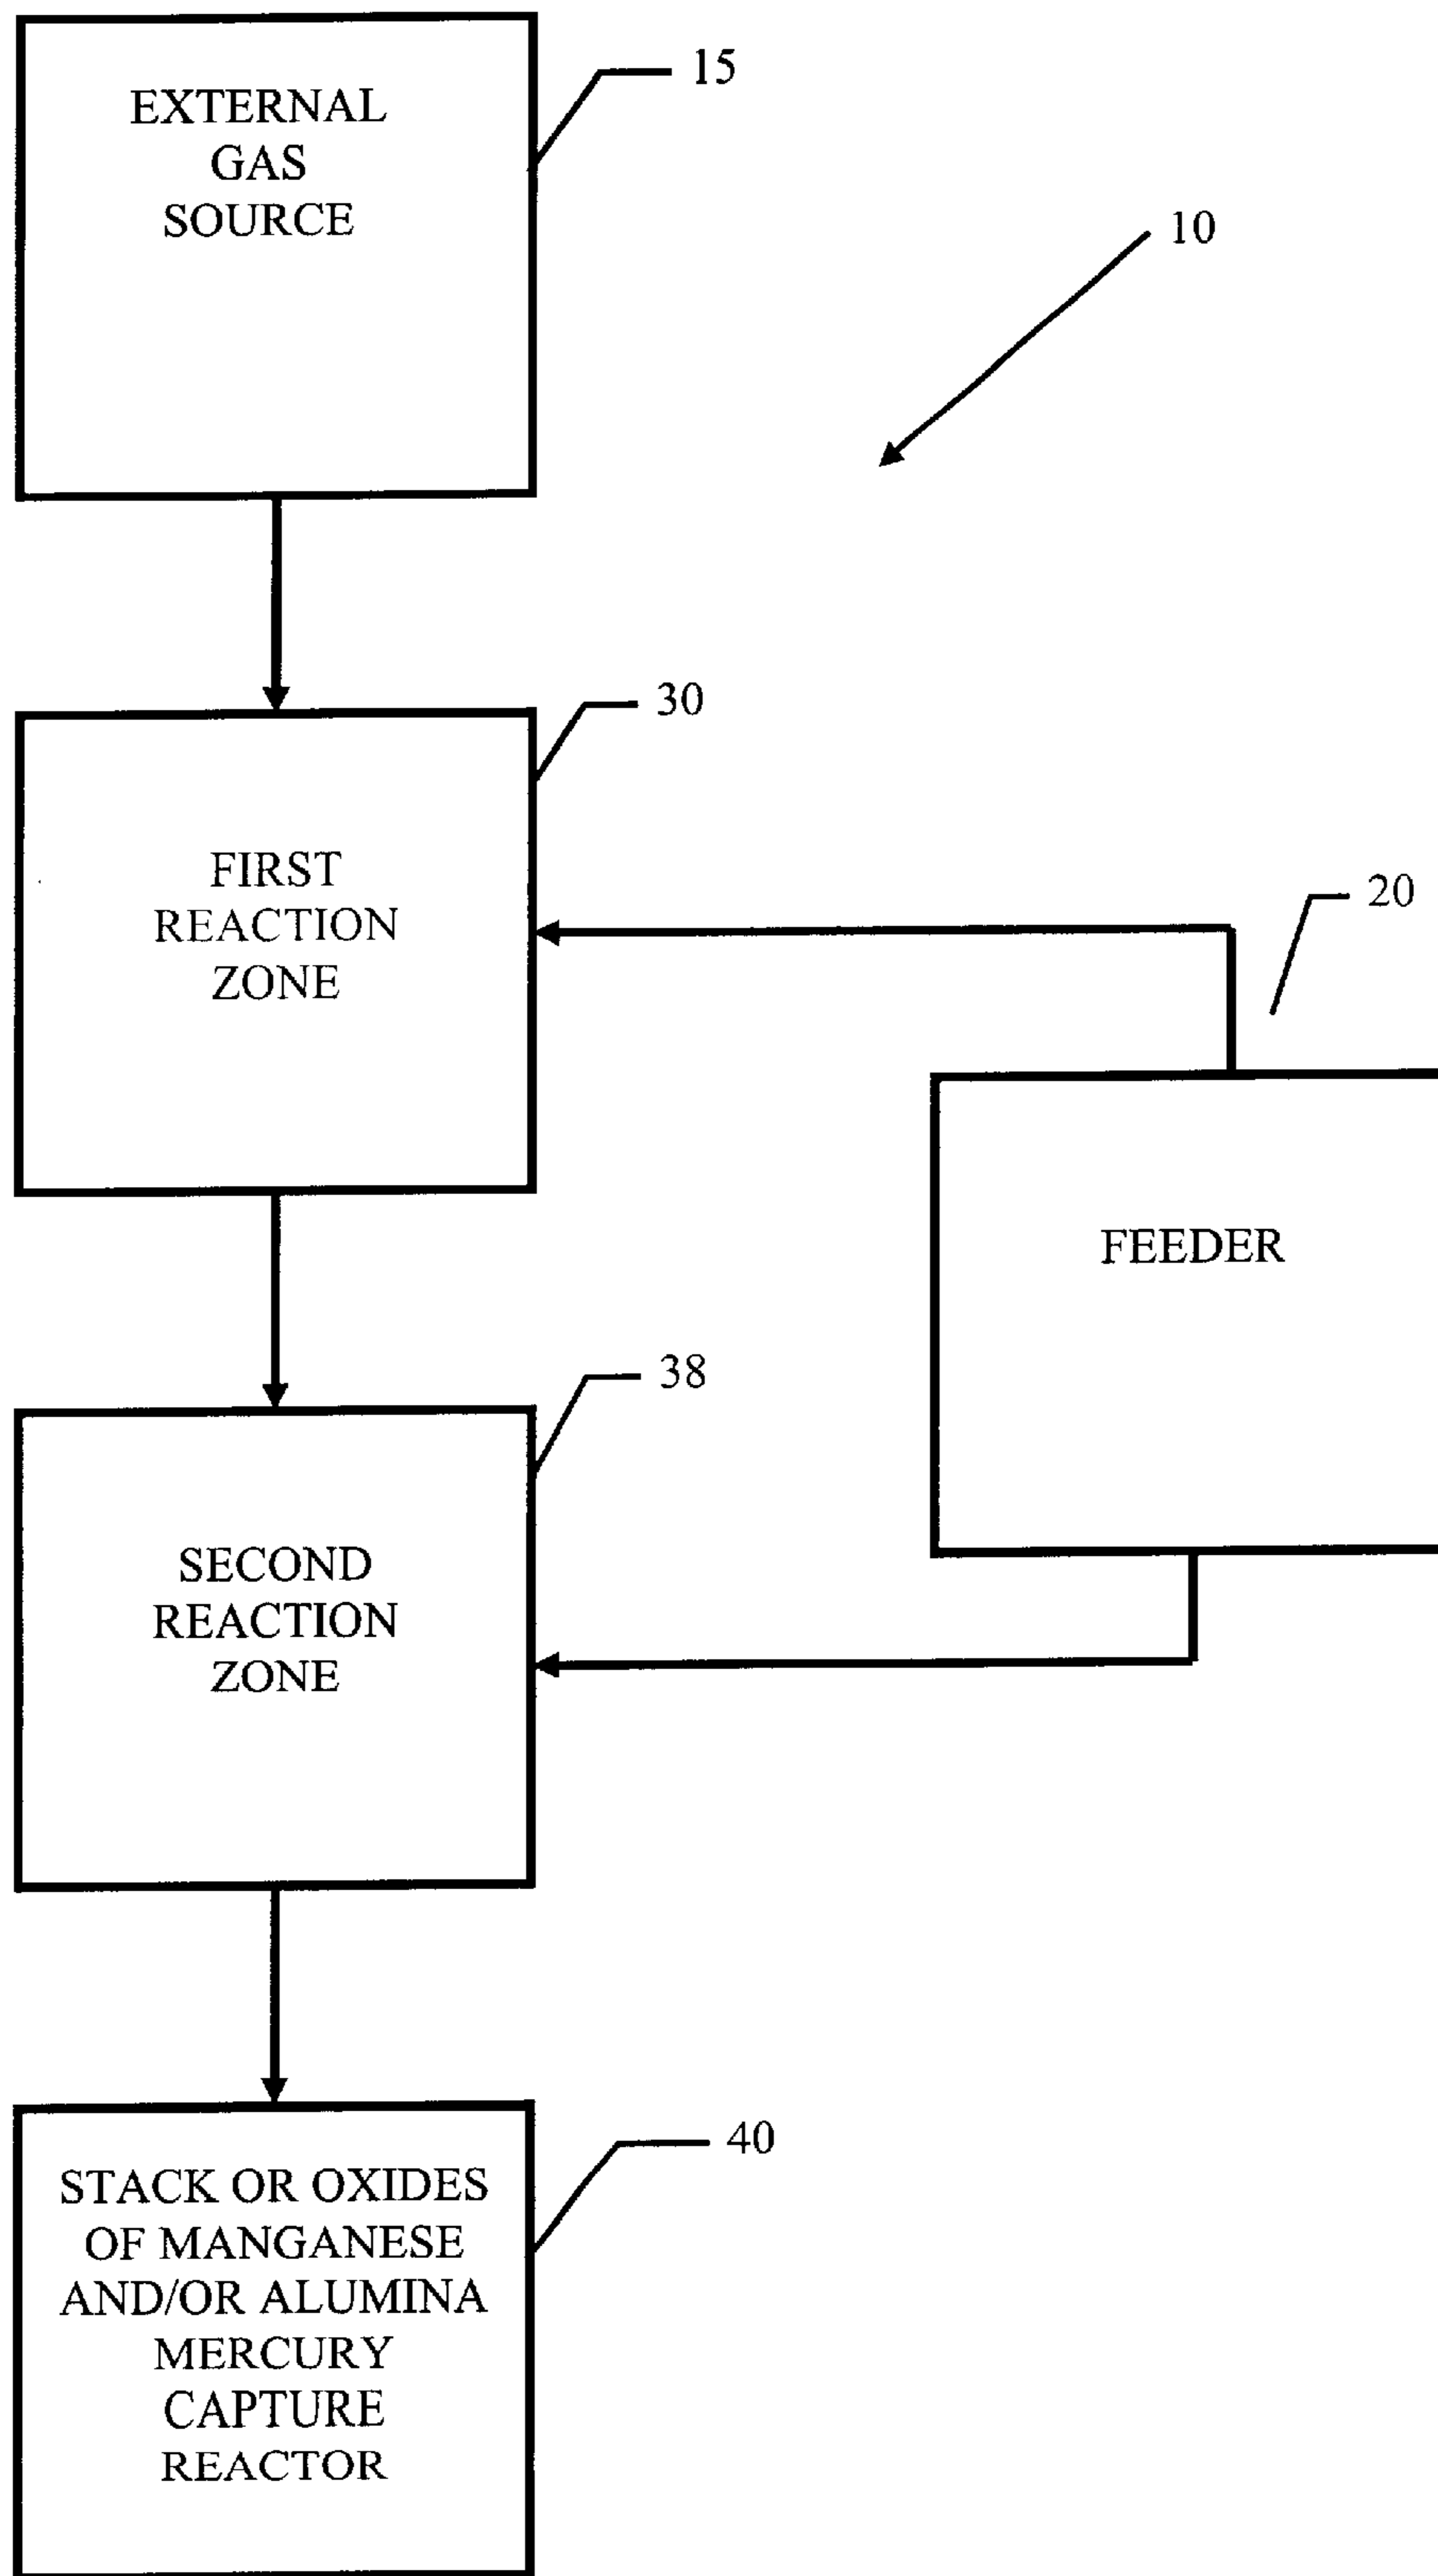 EXTERNAL
GAS
SOURCE
15
10
30
FIRST
REACTION
ZONE
20
FEEDER
38
SECOND
REACTION
ZONE
40
STACK OR OXIDES
OF MANGANESE
AND/OR ALUMINA
MERCURY
CAPTURE
REACTOR